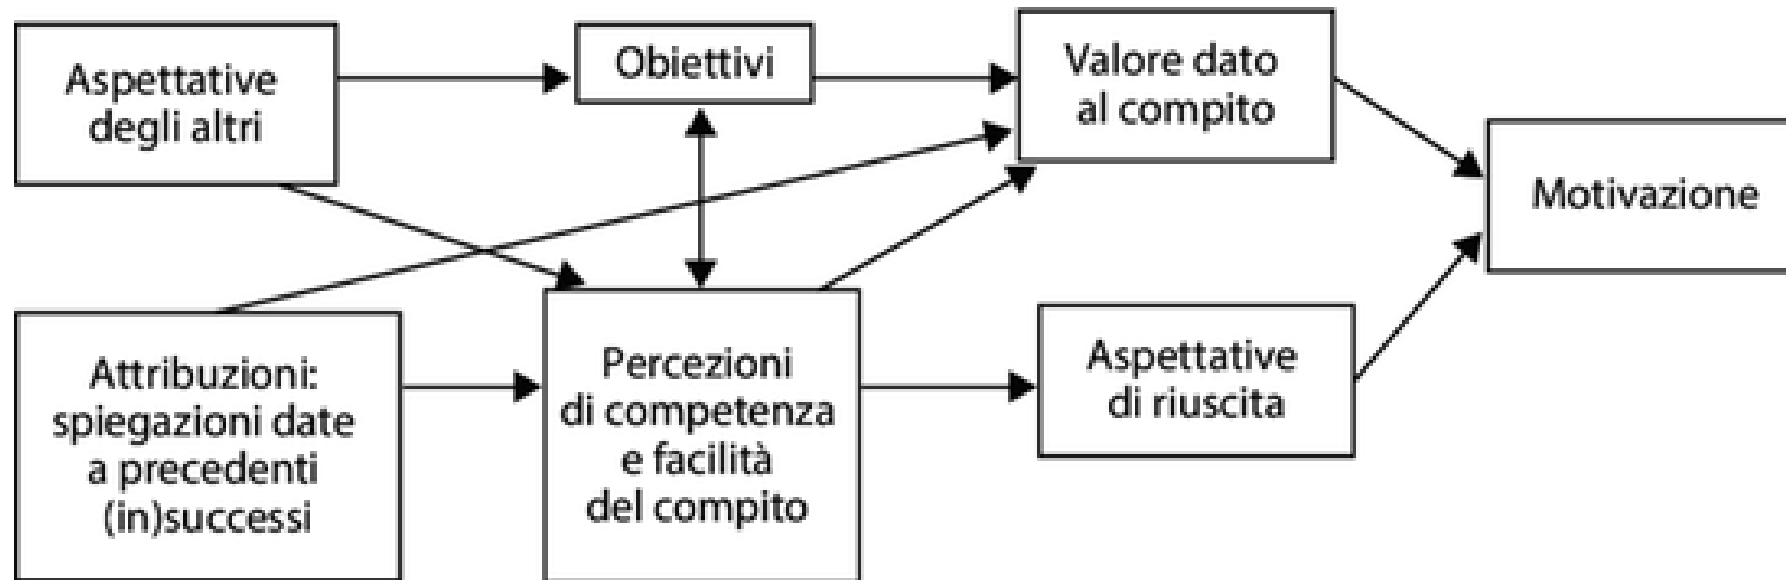 Aspettative
degli altri
Obiettivi
Valore dato
al compito
Motivazione
Attribuzioni:
spiegazioni date
a precedenti
(in)successi
Percezioni
di competenza
e facilità
del compito
Aspettative
di riuscita